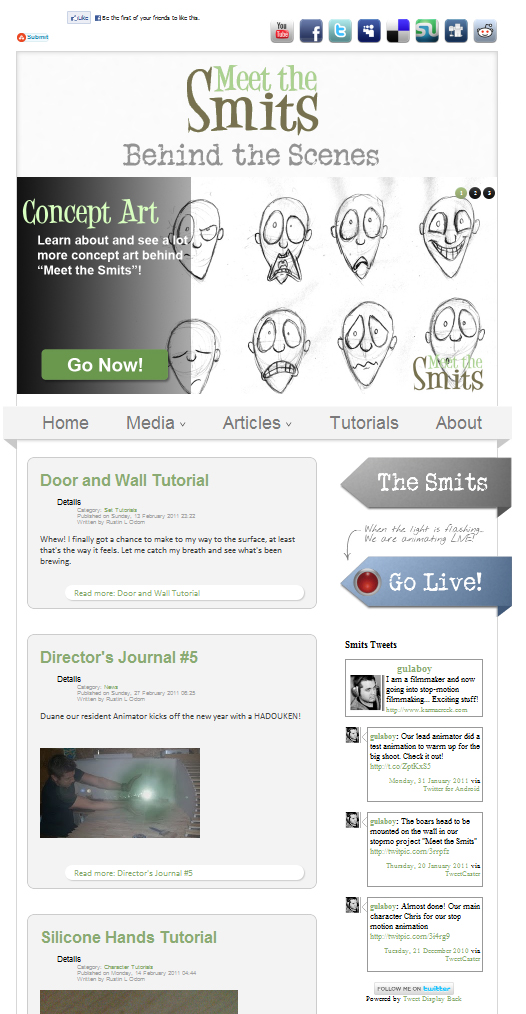 Like
Be the first of your friends to like this.
Submit
You
Tube
Meet the
Smits
Behind the Scenes
Concept Art
Learn about and see a lot
more concept art behind
“Meet the Smits”!
Go Now!
1 2 3
Meet the
Smits
Home Media Articles Tutorials About
Door and Wall Tutorial
Details
Category: Set Tutorials
Published on Sunday, 13 February 2011 23:33
Written by Rustin L Odom
Whew! I finally got a chance to make to my way to the surface, at least
that's the way it feels. Let me catch my breath and see what's been
brewing.
Read more: Door and Wall Tutorial
Director's Journal #5
Details
Category: News
Published on Sunday, 27 February 2011 06:25
Written by Rustin L Odom
Duane our resident Animator kicks off the new year with a HADOUKEN!
Read more: Director's Journal #5
Silicone Hands Tutorial
Details
Category: Character Tutorials
Published on Monday, 14 February 2011 04:44
Written by Rustin L Odom
The Smits
When the light is flashing...
We are animating LIVE!
Go Live!
Smits Tweets
gulaboy
I am a filmmaker and now
going into stop-motion
filmmaking... Exciting stuff!
gulaboy: Our lead animator did a
test animation to warm up for the
big shoot. Check it out!
http://t.co/ZptKxS5
Monday, 31 January 2011 via
Twitter for Android
gulaboy: The boars head to be
mounted on the wall in our
stopmo project "Meet the Smits"
http://twitpic.com/3rrpfz
Thursday, 20 January 2011 via
TweetCaster
gulaboy: Almost done! Our main
character Chris for our stop
motion animation
http://twitpic.com/3i4rg9
Tuesday, 21 December 2010 via
TweetCaster
FOLLOW ME ON twitter
Powered by Tweet Display Back